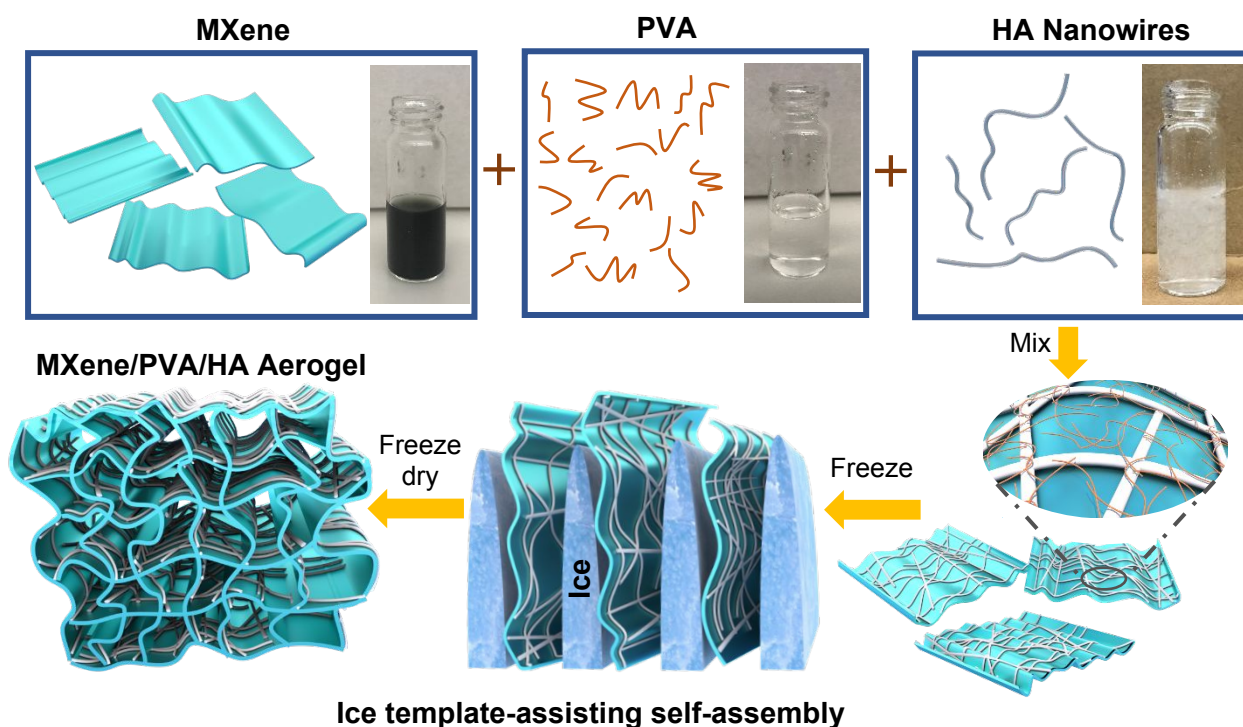 MXene
PVA
HA Nanowires
+
+
Mix
MXene/PVA/HA Aerogel
Freeze
dry
Ice
Freeze
Ice template-assisting self-assembly